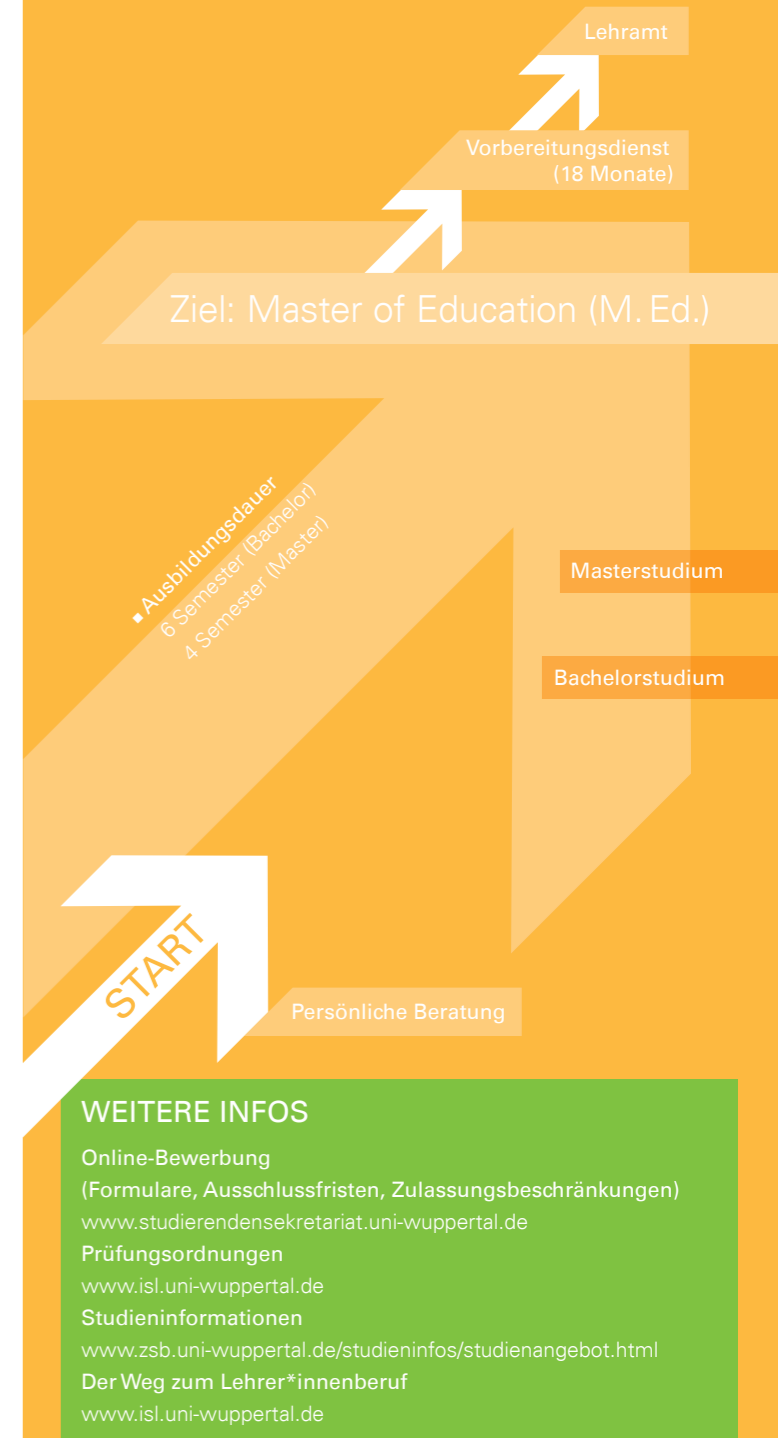 Lehramt
Vorbereitungsdienst
(18 Monate)
Ziel: Master of Education (M. Ed.)
▪ Ausbildungsdauer
6 Semester (Bachelor)
4 Semester (Master)
Masterstudium
Bachelorstudium
START
Persönliche Beratung
WEITERE INFOS
Online-Bewerbung
(Formulare, Ausschlussfristen, Zulassungsbeschränkungen)
www.studierendensekretariat.uni-wuppertal.de
Prüfungsordnungen
www.isl.uni-wuppertal.de
Studieninformationen
www.zsb.uni-wuppertal.de/studieninfos/studienangebot.html
Der Weg zum Lehrer*innenberuf
www.isl.uni-wuppertal.de